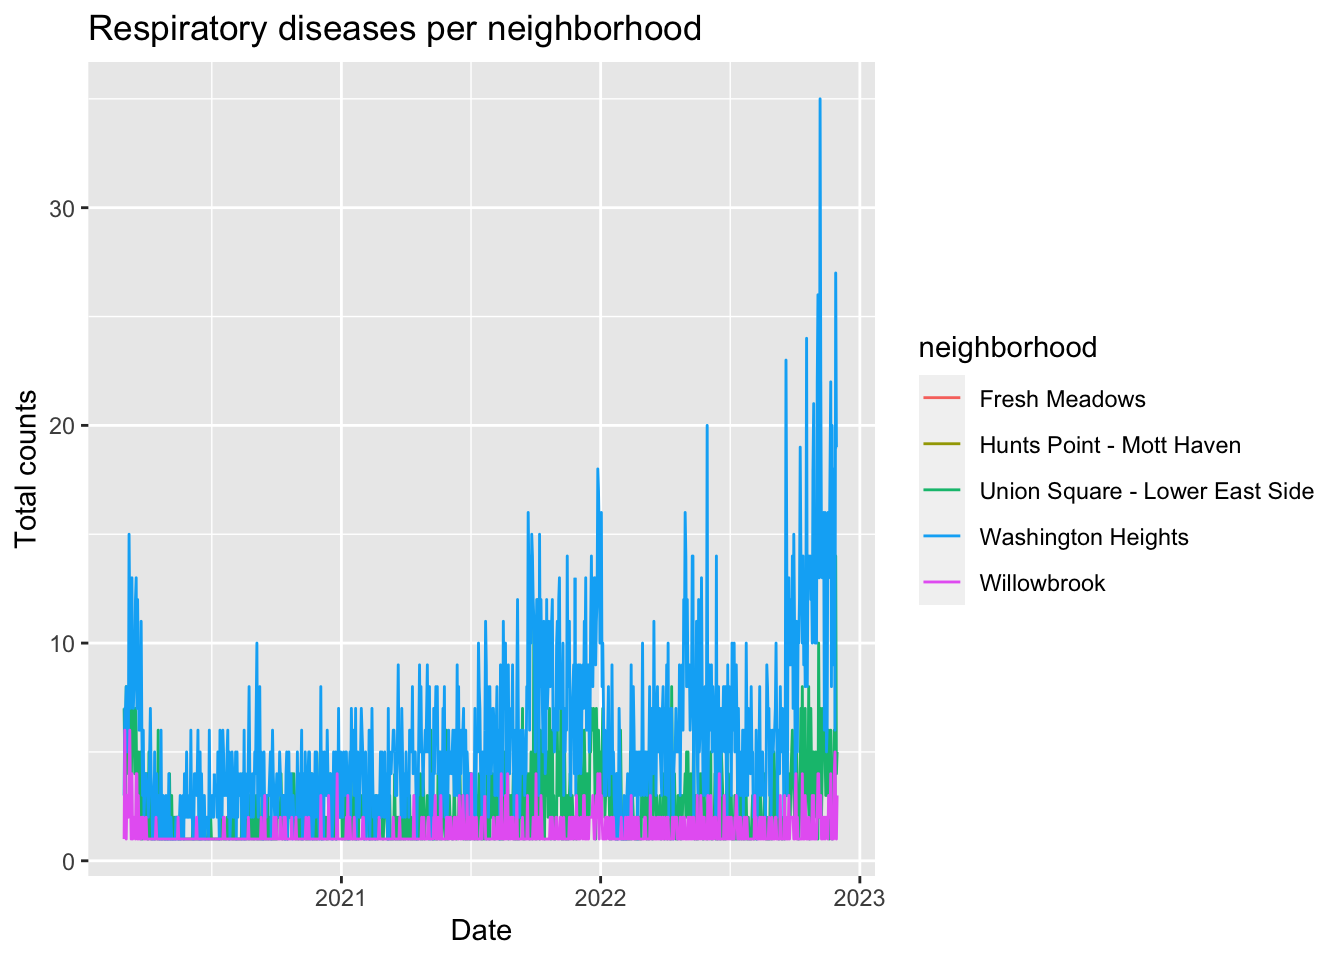 Respiratory diseases per neighborhood
30
20
10
0
Total counts
2021
2022
2023
Date
neighborhood
Fresh Meadows
Hunts Point - Mott Haven
Union Square - Lower East Side
Washington Heights
Willowbrook